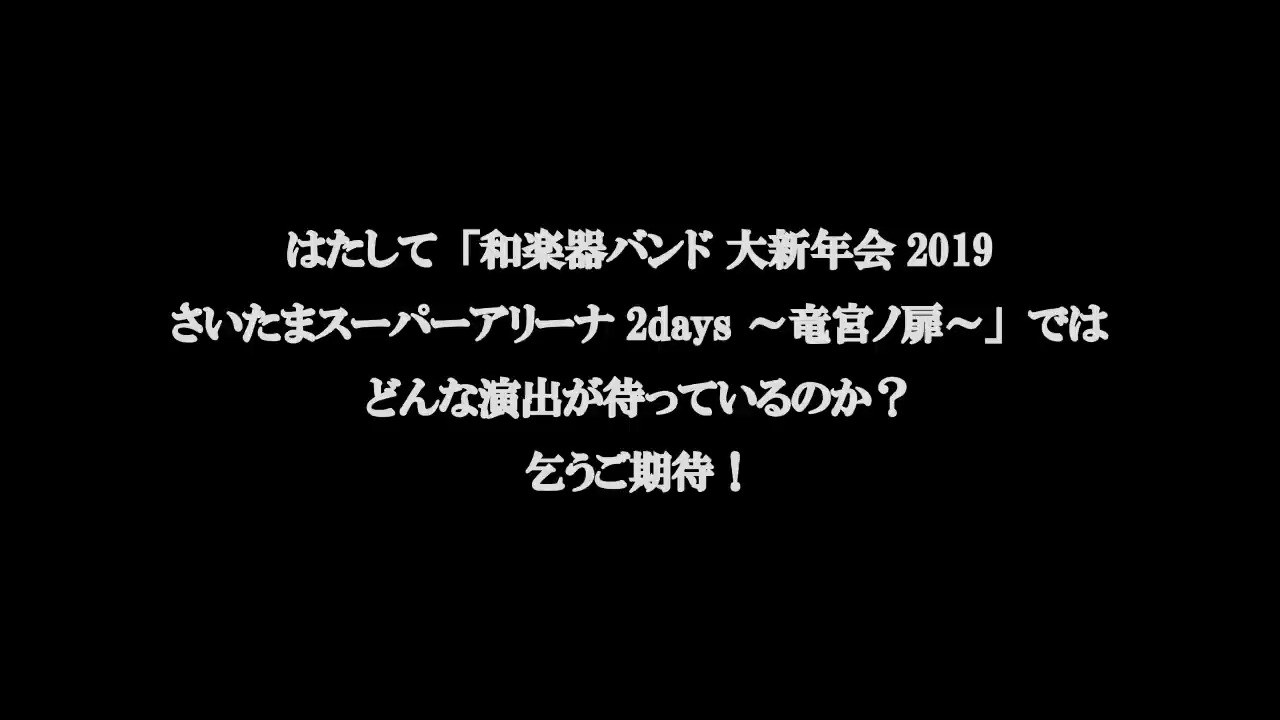 はたして「和楽器バンド 大新年会 2019
さいたまスーパーアリーナ 2days ～竜宮ノ扉～」では
どんな演出が待っているのか？
乞うご期待！